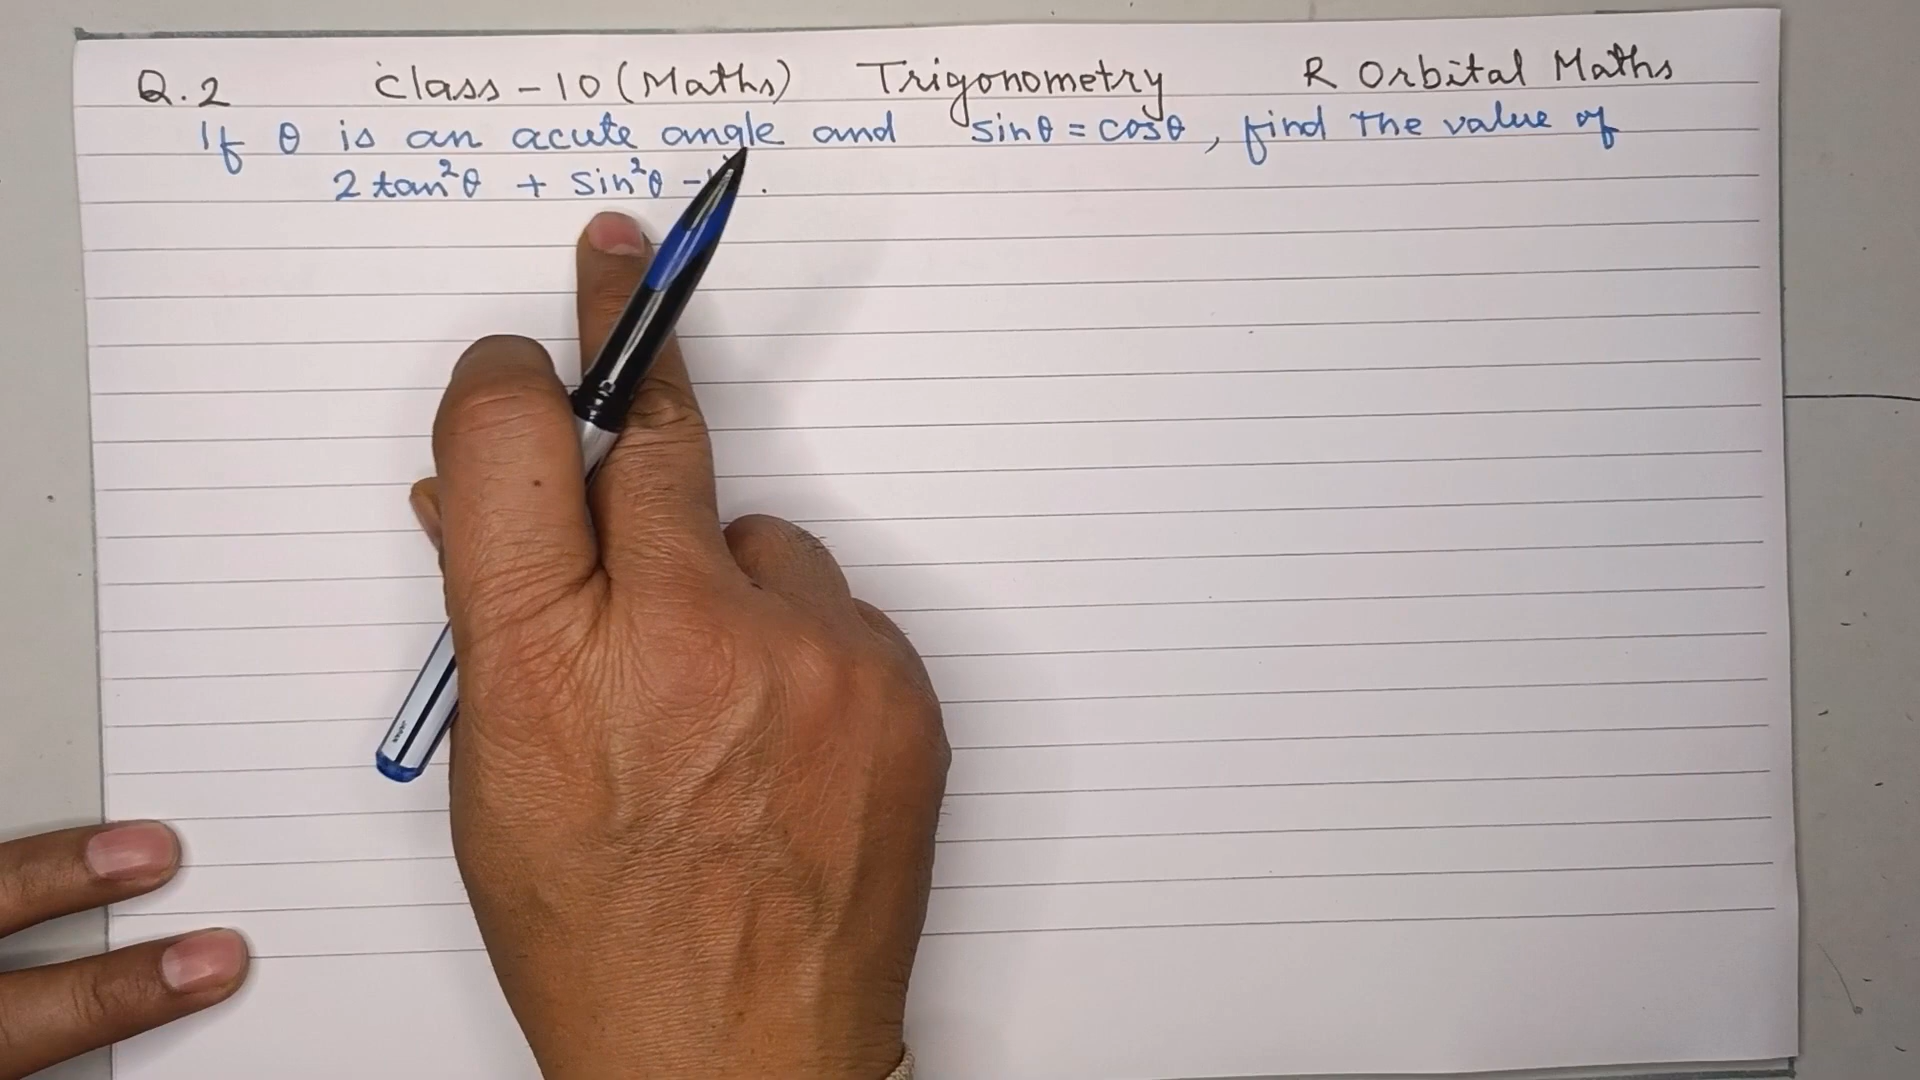 Q.2 Class-10 (Maths) Trigonometry R Orbital Maths
If θ is an acute angle and sinθ = cosθ, find the value of
2 tan²θ + sin²θ - .